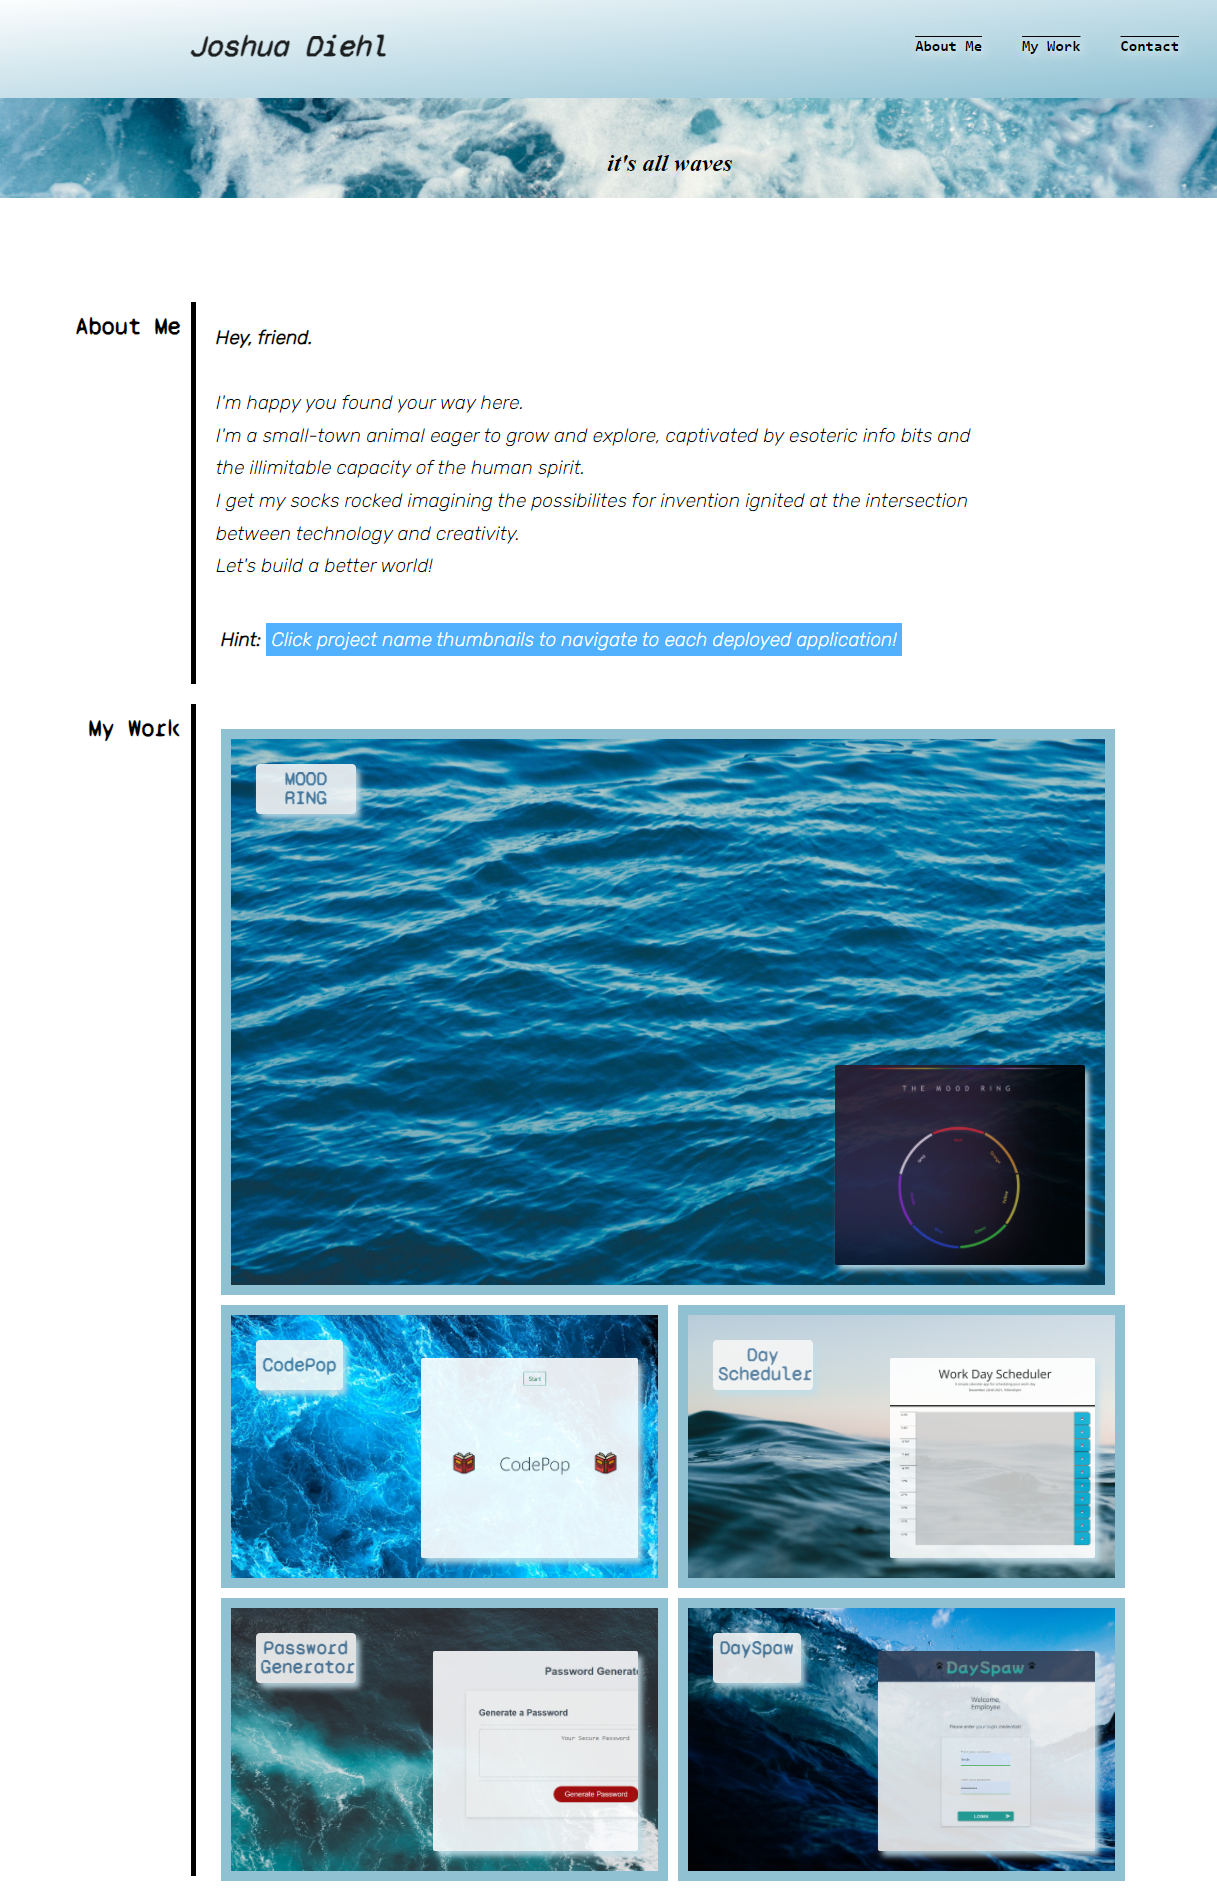 Joshua Diehl
About Me
My Work
Contact
it's all waves
About Me
Hey, friend.
I'm happy you found your way here.
I'm a small-town animal eager to grow and explore, captivated by esoteric info bits and
the illimitable capacity of the human spirit.
I get my socks rocked imagining the possibilites for invention ignited at the intersection
between technology and creativity.
Let's build a better world!
Hint: Click project name thumbnails to navigate to each deployed application!
My Work
MOOD
RING
THE MOOD RING
CodePop
Start
CodePop
Day
Scheduler
Work Day Scheduler
Password
Generator
Password Generat
Generate a Password
Your Secure Password
Generate Password
DaySpaw
DaySpaw
Welcome,
Employee
Please enter your login credentials
LOGIN